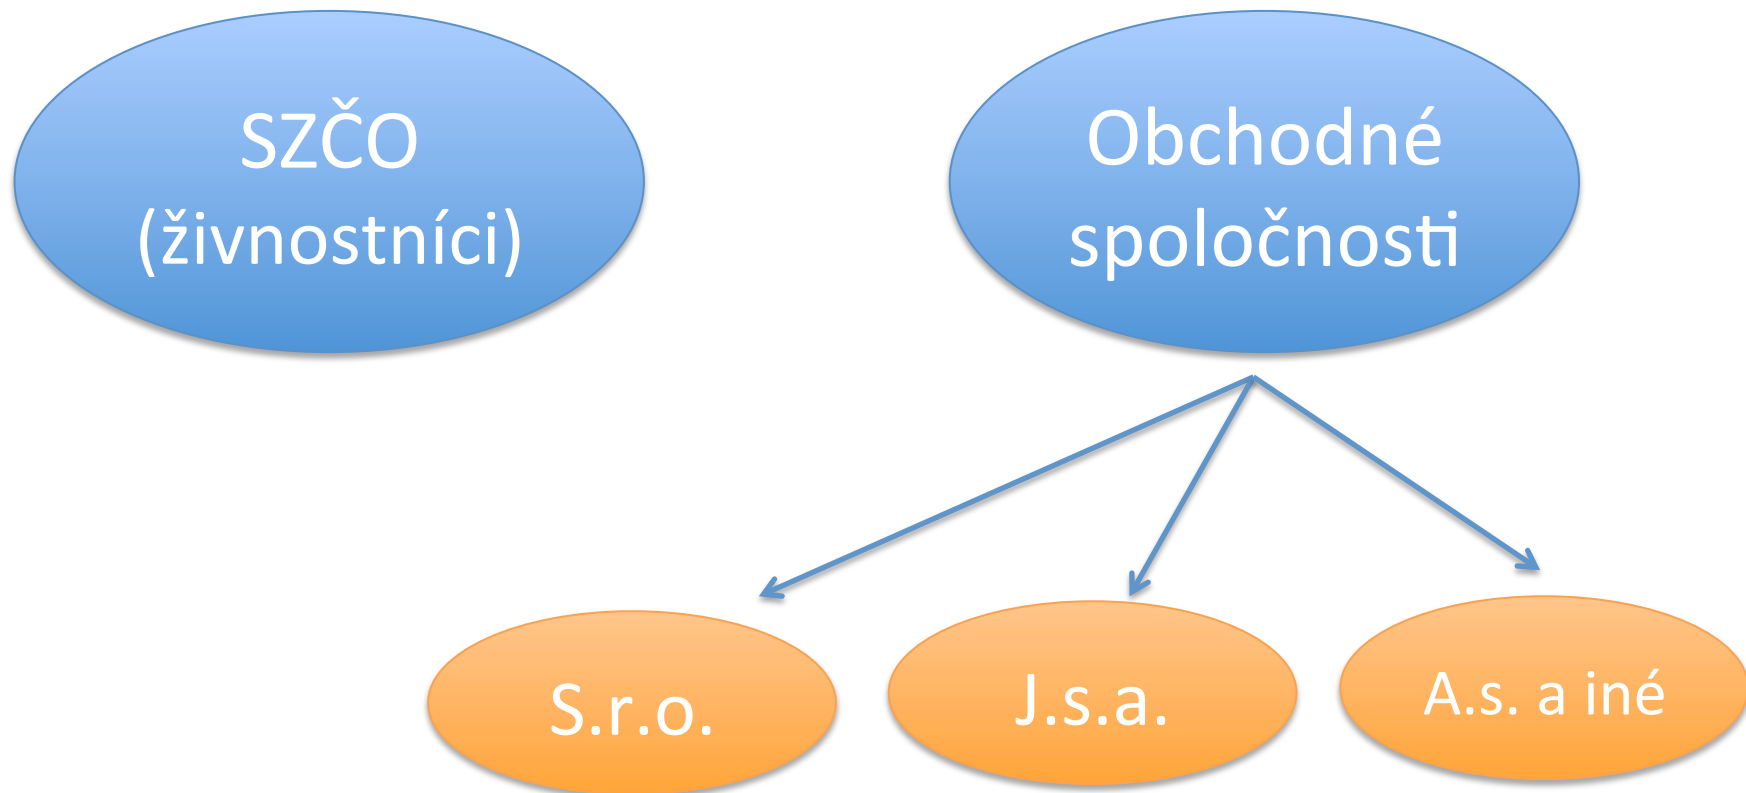 SZČO
(živnostníci)
Obchodné
spoločnosti
S.r.o.
J.s.a.
A.s. a iné